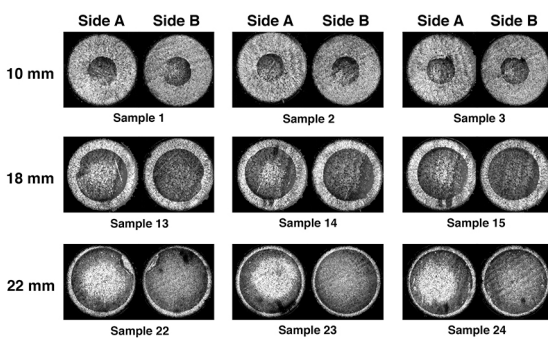 Side A Side B Side A Side B Side A Side B
10 mm
Sample 1 Sample 2 Sample 3
18 mm
Sample 13 Sample 14 Sample 15
22 mm
Sample 22 Sample 23 Sample 24